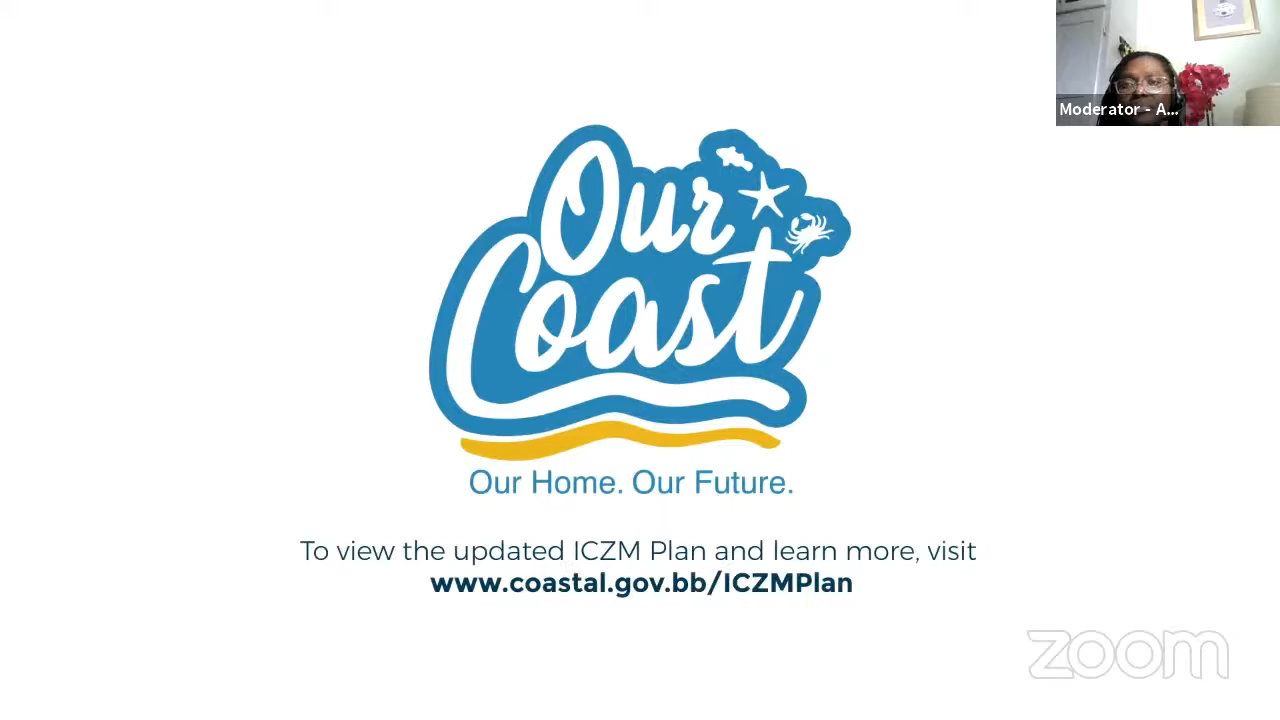 Moderator - A...
Our
Coast
Our Home. Our Future.
To view the updated ICZM Plan and learn more, visit
www.coastal.gov.bb/ICZMPlan
zoom